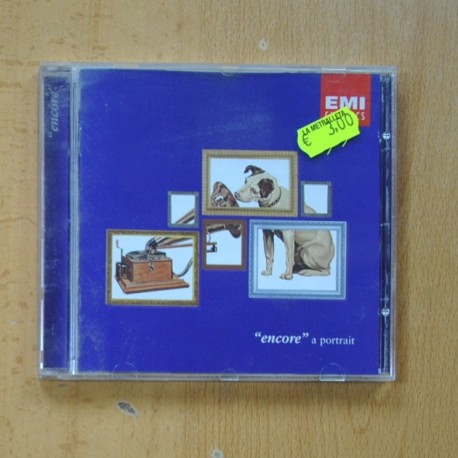 "encore"
EMI
LA METRALLETA
€ 3,00
"encore" a portrait